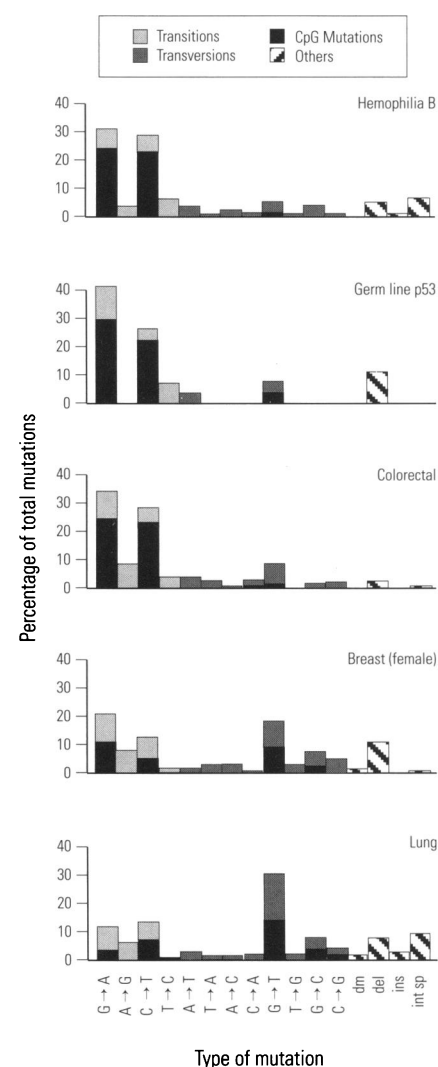 Transitions
CpG Mutations
Transversions
Others
Hemophilia B
40
30
20
10
0
Germ line p53
40
30
20
10
0
Colorectal
40
30
20
10
0
Breast (female)
40
30
20
10
0
Lung
40
30
20
10
0
Percentage of total mutations
G → A
A → G
C → T
T → C
A → T
T → A
A → C
C → A
G → T
T → G
G → C
C → G
dm
del
ins
int sp
Type of mutation